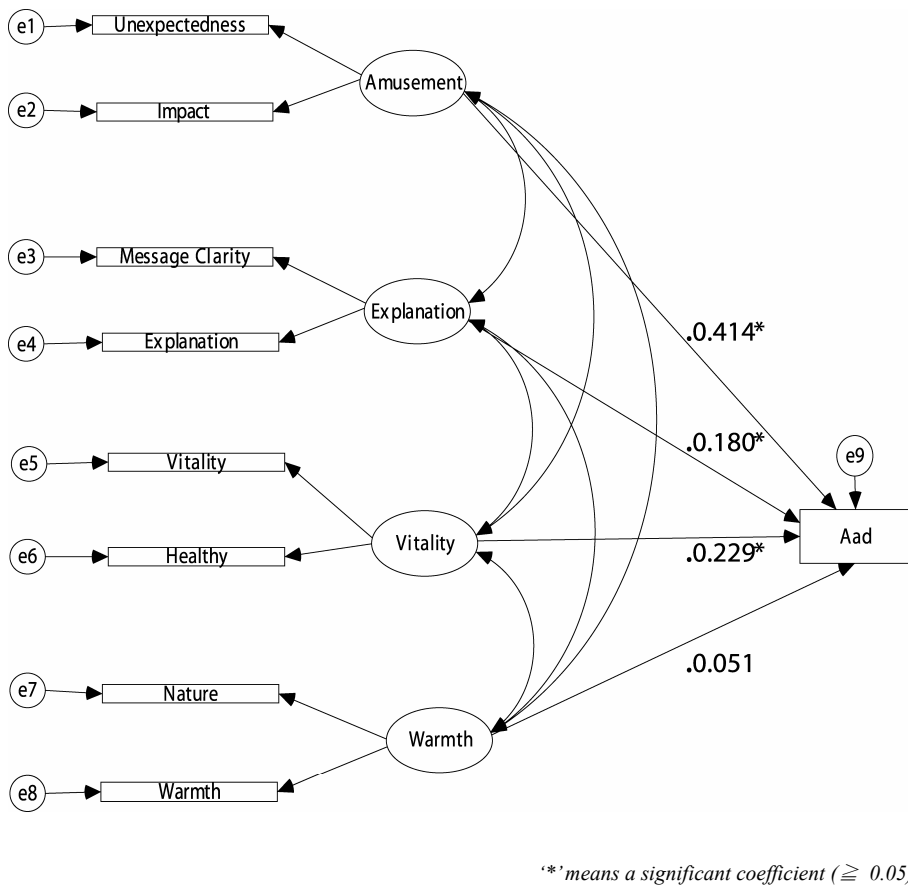 e1
Unexpectedness
Amusement
e2
Impact
e3
Message Clarity
Explanation
e4
Explanation
.0.414*
.0.180*
e9
e5
Vitality
Vitality
Aad
e6
Healthy
.0.229*
e7
Nature
.0.051
Warmth
e8
Warmth
‘*’ means a significant coefficient (≧ 0.05)